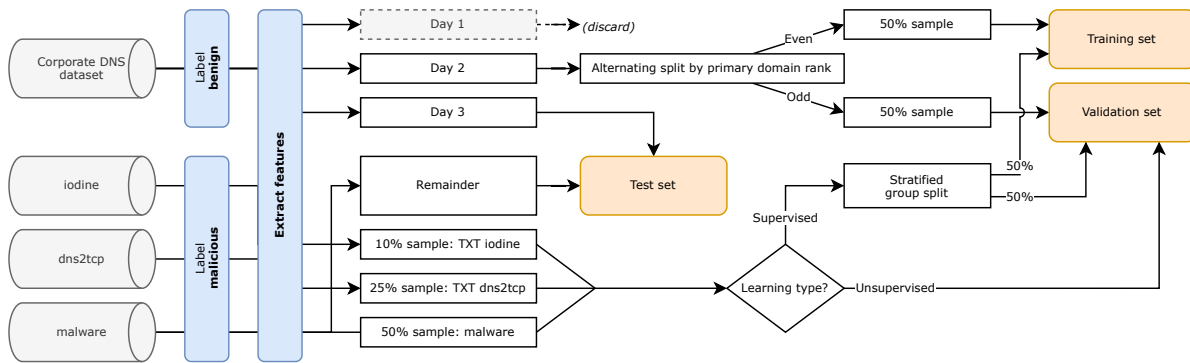 Corporate DNS
dataset
iodine
dns2tcp
malware
Label
benign
Label
malicious
Extract features
Day 1
(discard)
Day 2
Alternating split by primary domain rank
Day 3
Remainder
10% sample: TXT iodine
25% sample: TXT dns2tcp
50% sample: malware
Even
Odd
50% sample
50% sample
Training set
Validation set
Test set
Learning type?
Supervised
Unsupervised
Stratified
group split
50%
50%